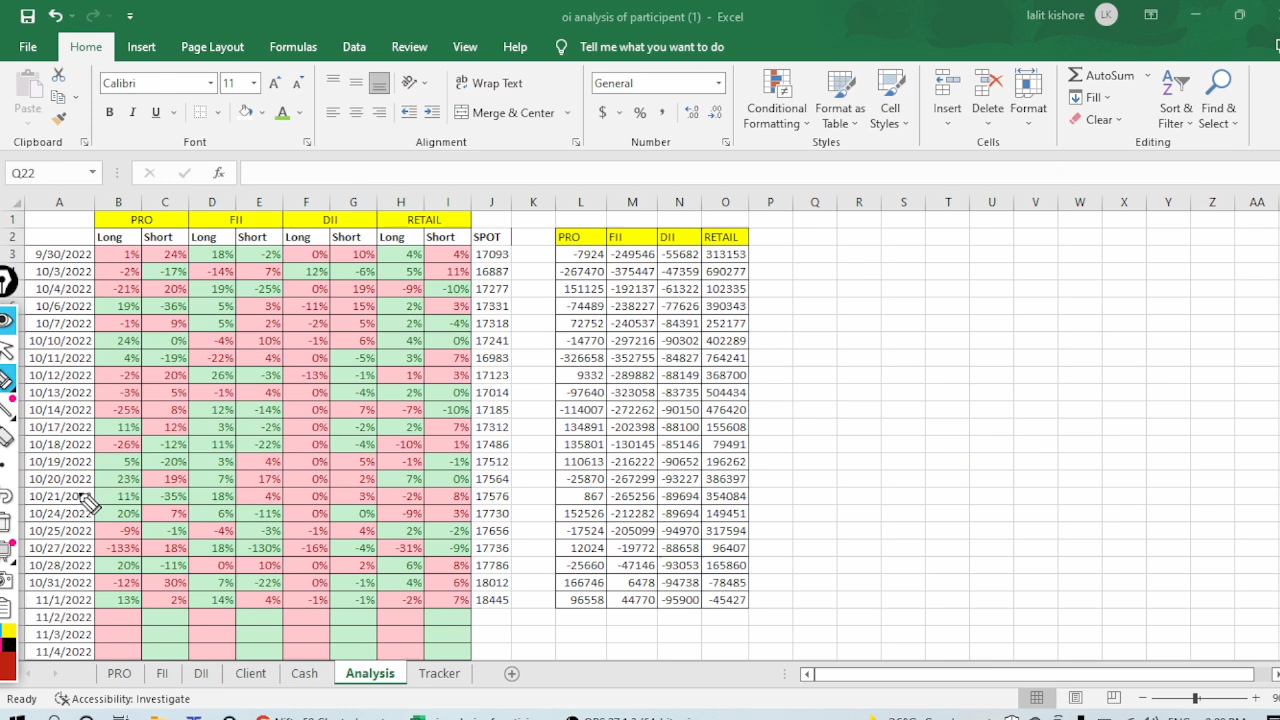 oi analysis of participent (1) - Excel
lalit kishore LK
File Home Insert Page Layout Formulas Data Review View Help Tell me what you want to do
Calibri 11 ab Wrap Text General AutoSum
Paste Merge & Center Conditional Formatting Format as Table Cell Styles Insert Delete Format Fill Clear Sort & Filter Find & Select
Clipboard Font Alignment Number Styles Cells Editing
Q22 fx
A B C D E F G H I J K L M N O P Q R S T U V W X Y Z AA
1 PRO FII DII RETAIL
2 Long Short Long Short Long Short Long Short SPOT PRO FII DII RETAIL
3 9/30/2022 1% 24% 18% -2% 0% 10% 4% 4% 17093 -7924 -249546 -55682 313153
10/3/2022 -2% -17% -14% 7% 12% -6% 5% 11% 16887 -267470 -375447 -47359 690277
10/4/2022 -21% 20% 19% -25% 0% 19% -9% -10% 17277 151125 -192137 -61322 102335
10/6/2022 19% -36% 5% 3% -11% 15% 2% 3% 17331 -74489 -238227 -77626 390343
10/7/2022 -1% 9% 5% 2% -2% 5% 2% -4% 17318 72752 -240537 -84391 252177
10/10/2022 24% 0% -4% 10% -1% 6% 4% 0% 17241 -14770 -297216 -90302 402289
10/11/2022 4% -19% -22% 4% 0% -5% 3% 7% 16983 -326658 -352755 -84827 764241
10/12/2022 -2% 20% 26% -3% -13% -1% 1% 3% 17123 9332 -289882 -88149 368700
10/13/2022 -3% 5% -1% 4% 0% -4% 2% 0% 17014 -97640 -323058 -83735 504434
10/14/2022 -25% 8% 12% -14% 0% 7% -7% -10% 17185 -114007 -272262 -90150 476420
10/17/2022 11% 12% 3% -2% 0% -2% 2% 7% 17312 134891 -202398 -88100 155608
10/18/2022 -26% -12% 11% -22% 0% -4% -10% 1% 17486 135801 -130145 -85146 79491
10/19/2022 5% -20% 3% 4% 0% 5% -1% -1% 17512 110613 -216222 -90652 196262
10/20/2022 23% 19% 7% 17% 0% 2% 7% 0% 17564 -25870 -267299 -93227 386397
10/21/20 11% -35% 18% 4% 0% 3% -2% 8% 17576 867 -265256 -89694 354084
10/24/2022 20% 7% 6% -11% 0% 0% -9% 3% 17730 152526 -212282 -89694 149451
10/25/2022 -9% -1% -4% -3% -1% 4% 2% -2% 17656 -17524 -205099 -94970 317594
10/27/2022 -133% 18% 18% -130% -16% -4% -31% -9% 17736 12024 -19772 -88658 96407
10/28/2022 20% -11% 0% 10% 0% 2% 6% 8% 17786 -25660 -47146 -93053 165860
10/31/2022 -12% 30% 7% -22% 0% -1% 4% 6% 18012 166746 6478 -94738 -78485
11/1/2022 13% 2% 14% 4% -1% -1% -2% 7% 18445 96558 44770 -95900 -45427
11/2/2022
11/3/2022
11/4/2022
PRO FII DII Client Cash Analysis Tracker
Ready Accessibility: Investigate